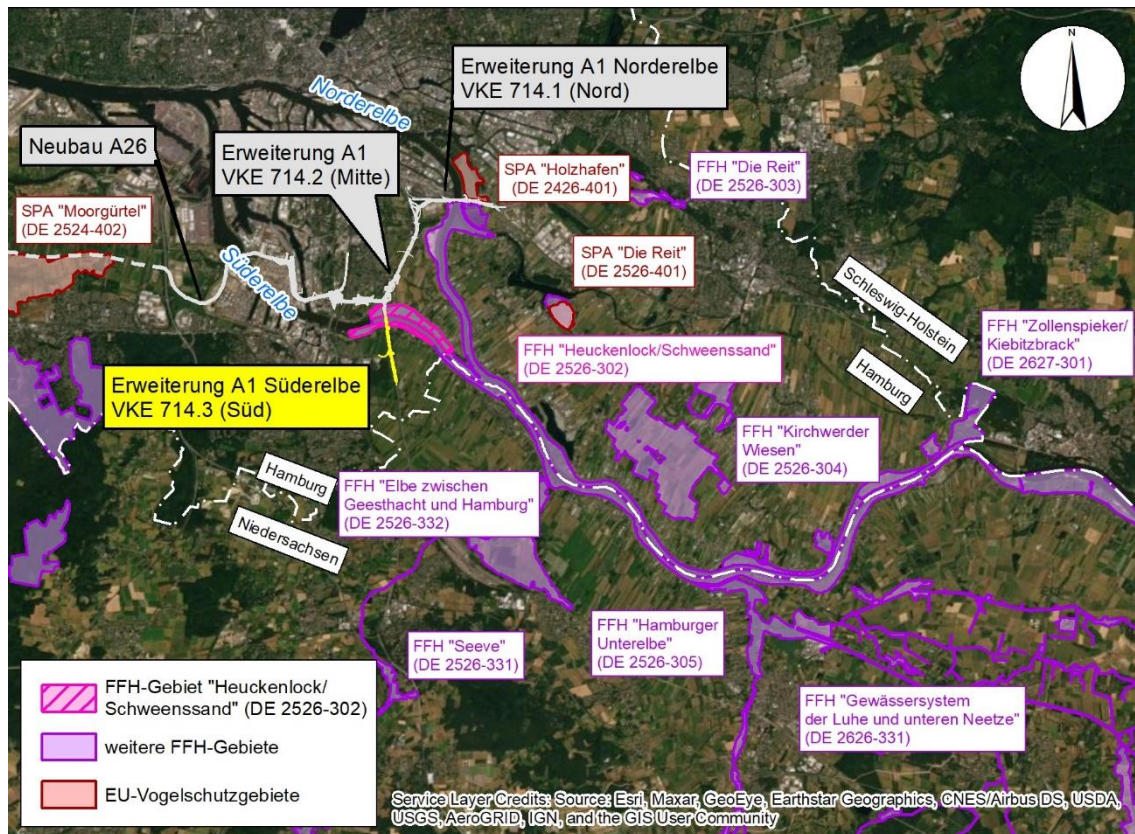 N
Erweiterung A1 Norderelbe
VKE 714.1 (Nord)
Norderelbe
Neubau A26
Erweiterung A1
VKE 714.2 (Mitte)
SPA "Holzhafen"
(DE 2426-401)
FFH "Die Reit"
(DE 2526-303)
SPA "Moorgürtel"
(DE 2524-402)
Süderelbe
SPA "Die Reit"
(DE 2526-401)
Schleswig-Holstein
Hamburg
FFH "Zollenspieker/
Kiebitzbrack"
(DE 2627-301)
FFH "Heuckenlock/Schweenssand"
(DE 2526-302)
Erweiterung A1 Süderelbe
VKE 714.3 (Süd)
FFH "Kirchwerder
Wiesen"
(DE 2526-304)
Hamburg
Niedersachsen
FFH "Elbe zwischen
Geesthacht und Hamburg"
(DE 2526-332)
FFH "Seeve"
(DE 2526-331)
FFH "Hamburger
Unterelbe"
(DE 2526-305)
FFH "Gewässersystem
der Luhe und unteren Neetze"
(DE 2626-331)
FFH-Gebiet "Heuckenlock/
Schweenssand" (DE 2526-302)
weitere FFH-Gebiete
EU-Vogelschutzgebiete
Service Layer Credits: Source: Esri, Maxar, GeoEye, Earthstar Geographics, CNES/Airbus DS, USDA,
USGS, AeroGRID, IGN, and the GIS User Community